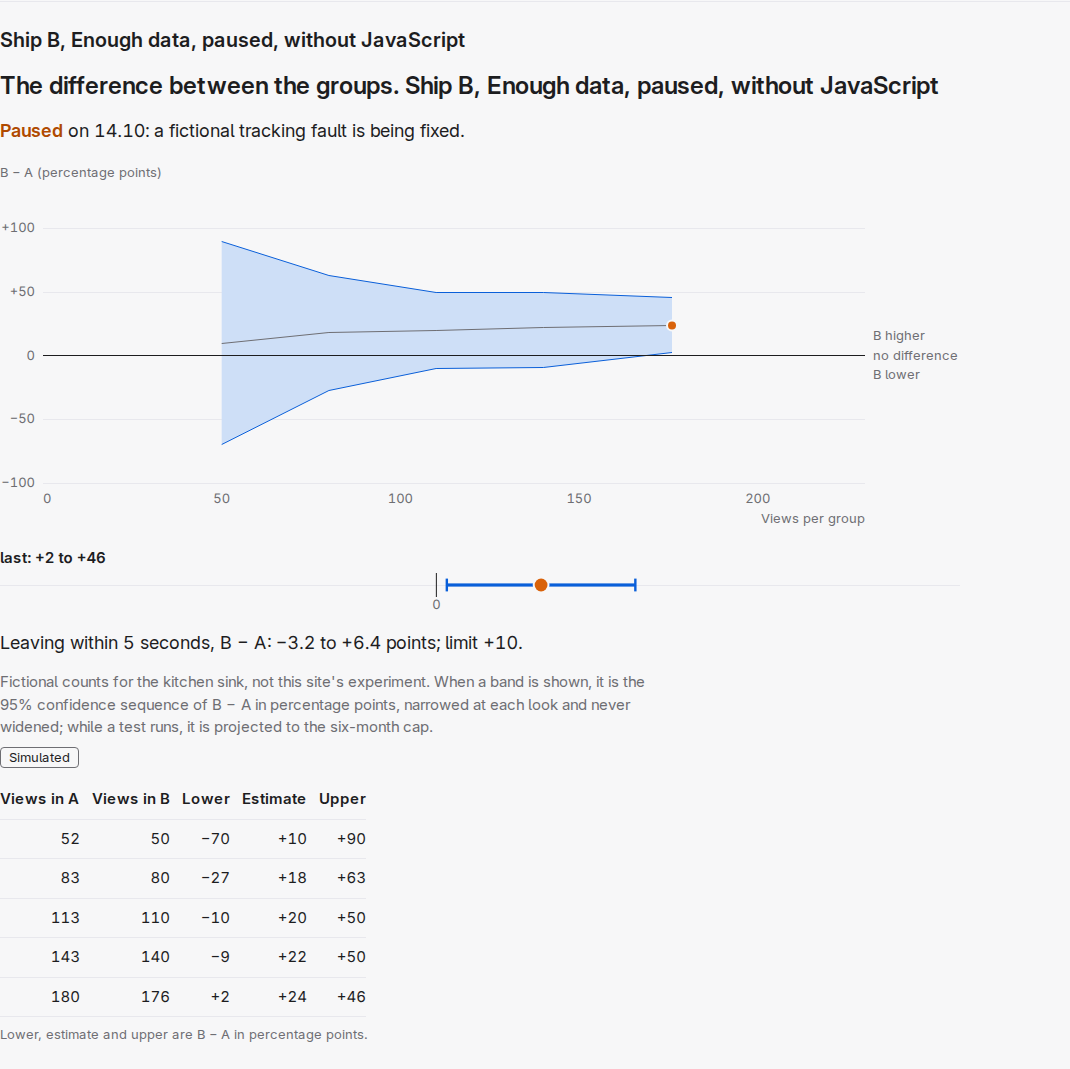 Ship B, Enough data, paused, without JavaScript
The difference between the groups. Ship B, Enough data, paused, without JavaScript
Paused on 14.10: a fictional tracking fault is being fixed.
B − A (percentage points)
+100
+50
0
−50
−100
B higher
no difference
B lower
0 50 100 150 200
Views per group
last: +2 to +46
0
Leaving within 5 seconds, B − A: −3.2 to +6.4 points; limit +10.
Fictional counts for the kitchen sink, not this site's experiment. When a band is shown, it is the
95% confidence sequence of B − A in percentage points, narrowed at each look and never
widened; while a test runs, it is projected to the six-month cap.
Simulated
Views in A Views in B Lower Estimate Upper
52 50 −70 +10 +90
83 80 −27 +18 +63
113 110 −10 +20 +50
143 140 −9 +22 +50
180 176 +2 +24 +46
Lower, estimate and upper are B − A in percentage points.